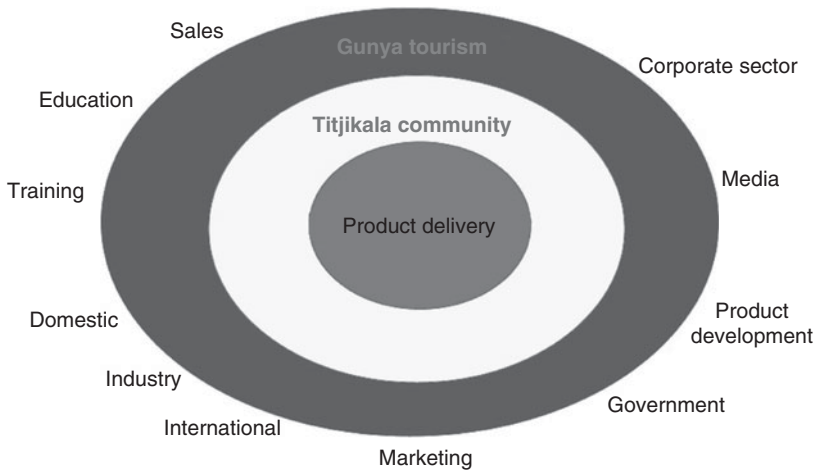 Sales
Gunya tourism
Corporate sector
Education
Titjikala community
Media
Training
Product delivery
Domestic
Product
development
Industry
Government
International
Marketing